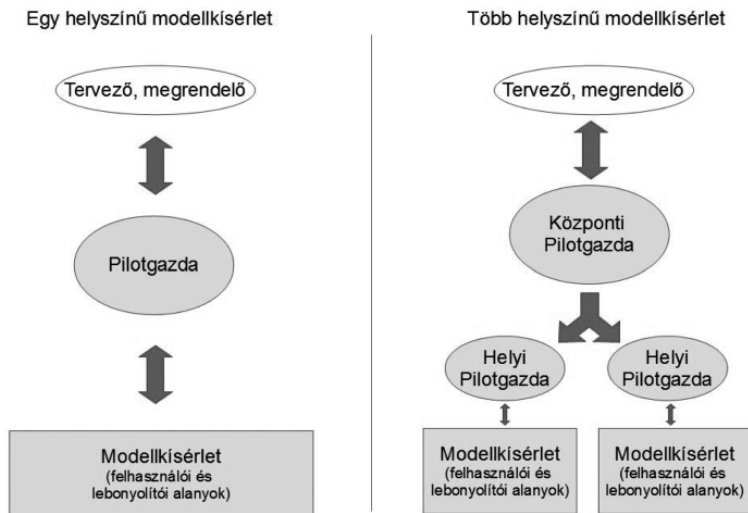 Egy helyszínű modellkísérlet
Tervező, megrendelő
Pilotgazda
Modellkísérlet
(felhasználói és
lebonyolítói alanyok)
Több helyszínű modellkísérlet
Tervező, megrendelő
Központi
Pilotgazda
Helyi
Pilotgazda
Helyi
Pilotgazda
Modellkísérlet
(felhasználói és
lebonyolítói alanyok)
Modellkísérlet
(felhasználói és
lebonyolítói alanyok)